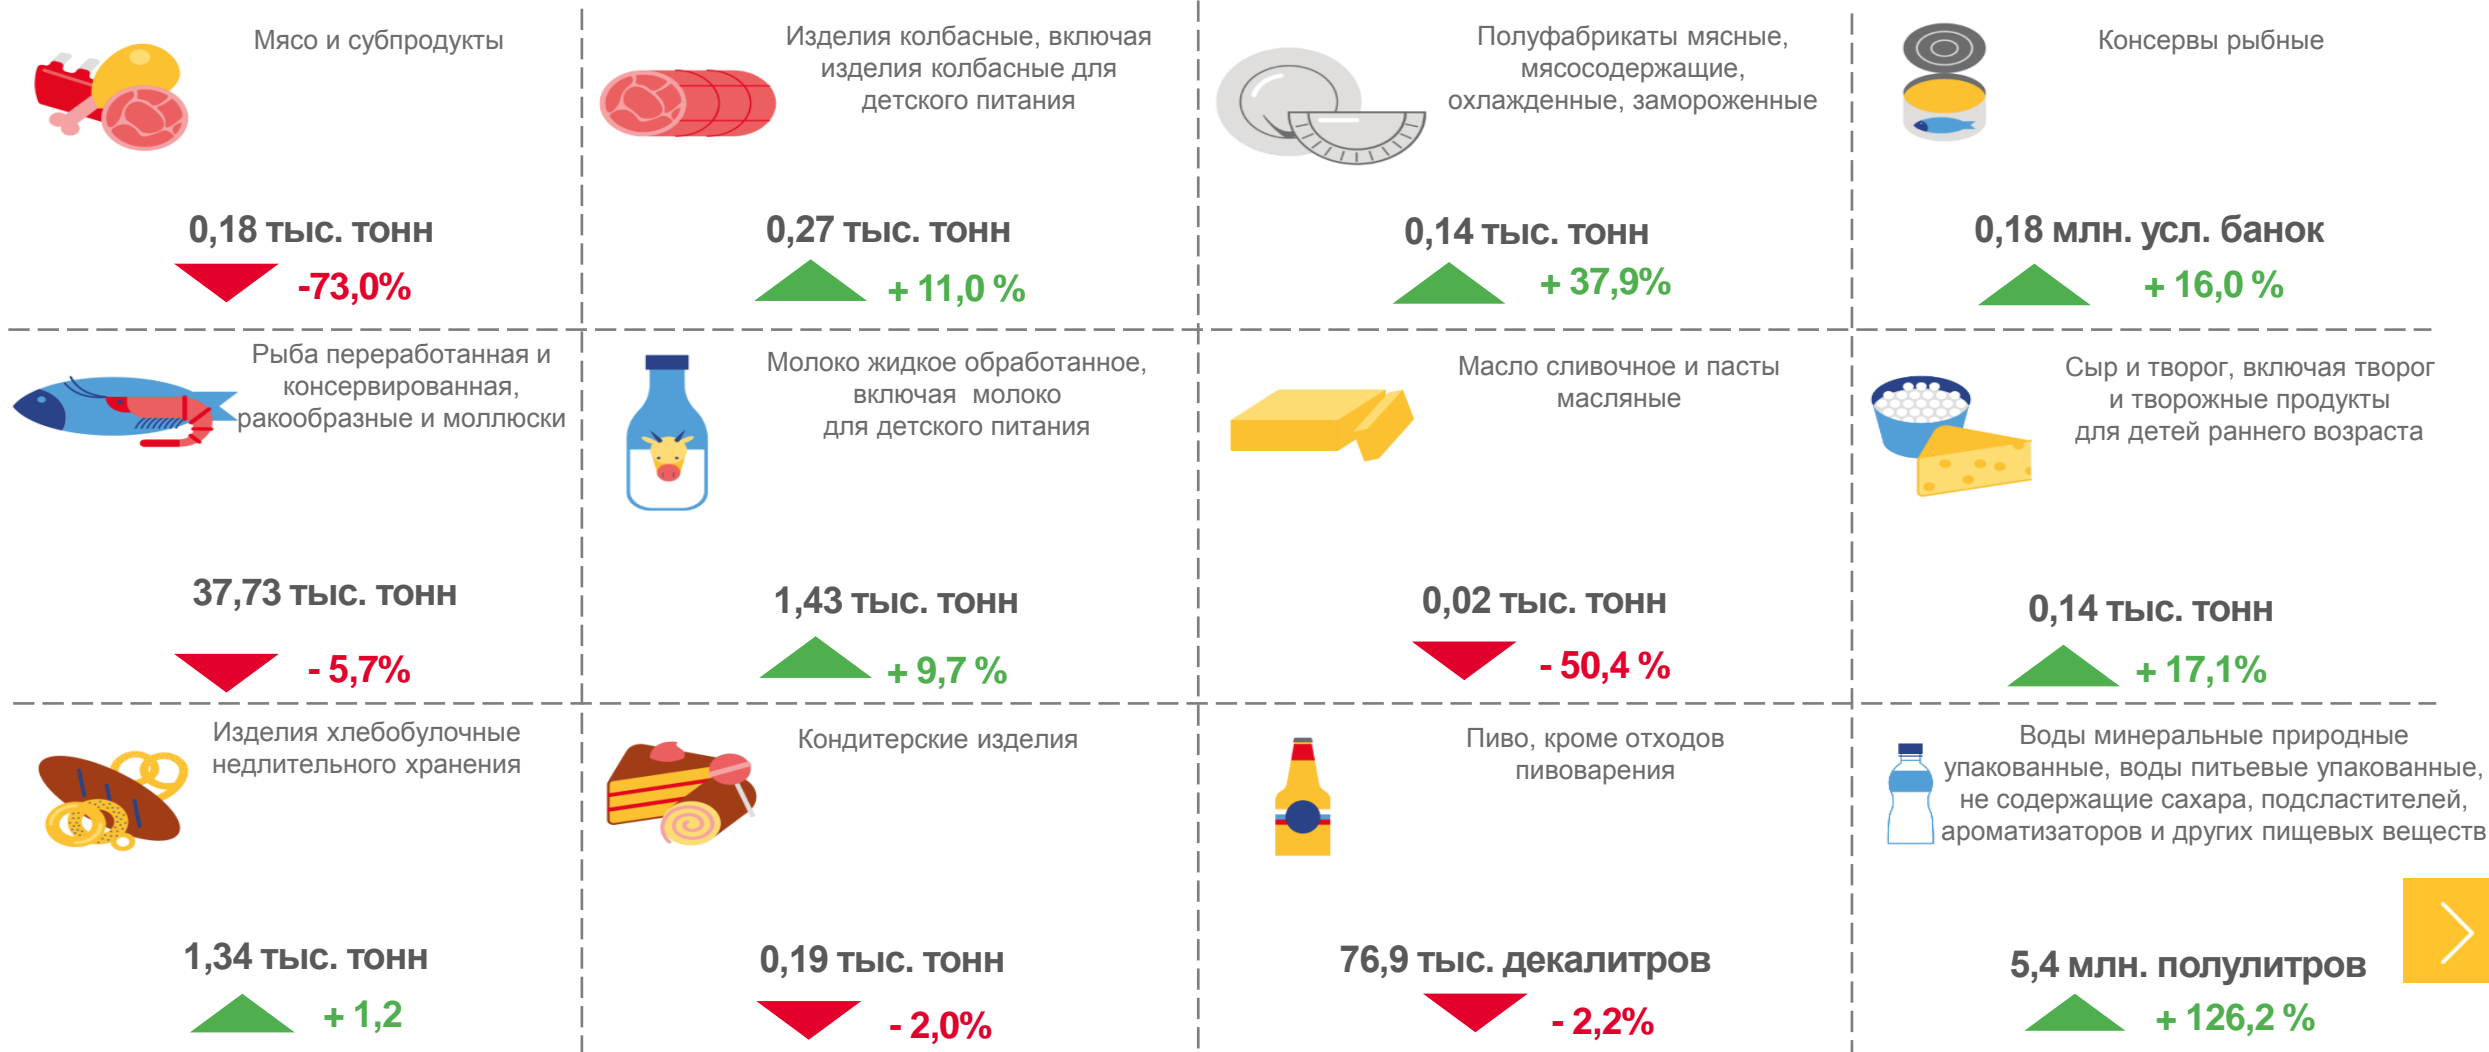 Мясо и субпродукты
0,18 тыс. тонн
-73,0%
Изделия колбасные, включая
изделия колбасные для
детского питания
0,27 тыс. тонн
+ 11,0 %
Полуфабрикаты мясные,
мясосодержащие,
охлажденные, замороженные
0,14 тыс. тонн
+ 37,9%
Консервы рыбные
0,18 млн. усл. банок
+ 16,0 %
Рыба переработанная и
консервированная,
ракообразные и моллюски
37,73 тыс. тонн
- 5,7%
Молоко жидкое обработанное,
включая молоко
для детского питания
1,43 тыс. тонн
+ 9,7 %
Масло сливочное и пасты
масляные
0,02 тыс. тонн
- 50,4 %
Сыр и творог, включая творог
и творожные продукты
для детей раннего возраста
0,14 тыс. тонн
+ 17,1%
Изделия хлебобулочные
недлительного хранения
1,34 тыс. тонн
+ 1,2
Кондитерские изделия
0,19 тыс. тонн
- 2,0%
Пиво, кроме отходов
пивоварения
76,9 тыс. декалитров
- 2,2%
Воды минеральные природные
упакованные, воды питьевые упакованные,
не содержащие сахара, подсластителей,
ароматизаторов и других пищевых веществ
5,4 млн. полулитров
+ 126,2 %